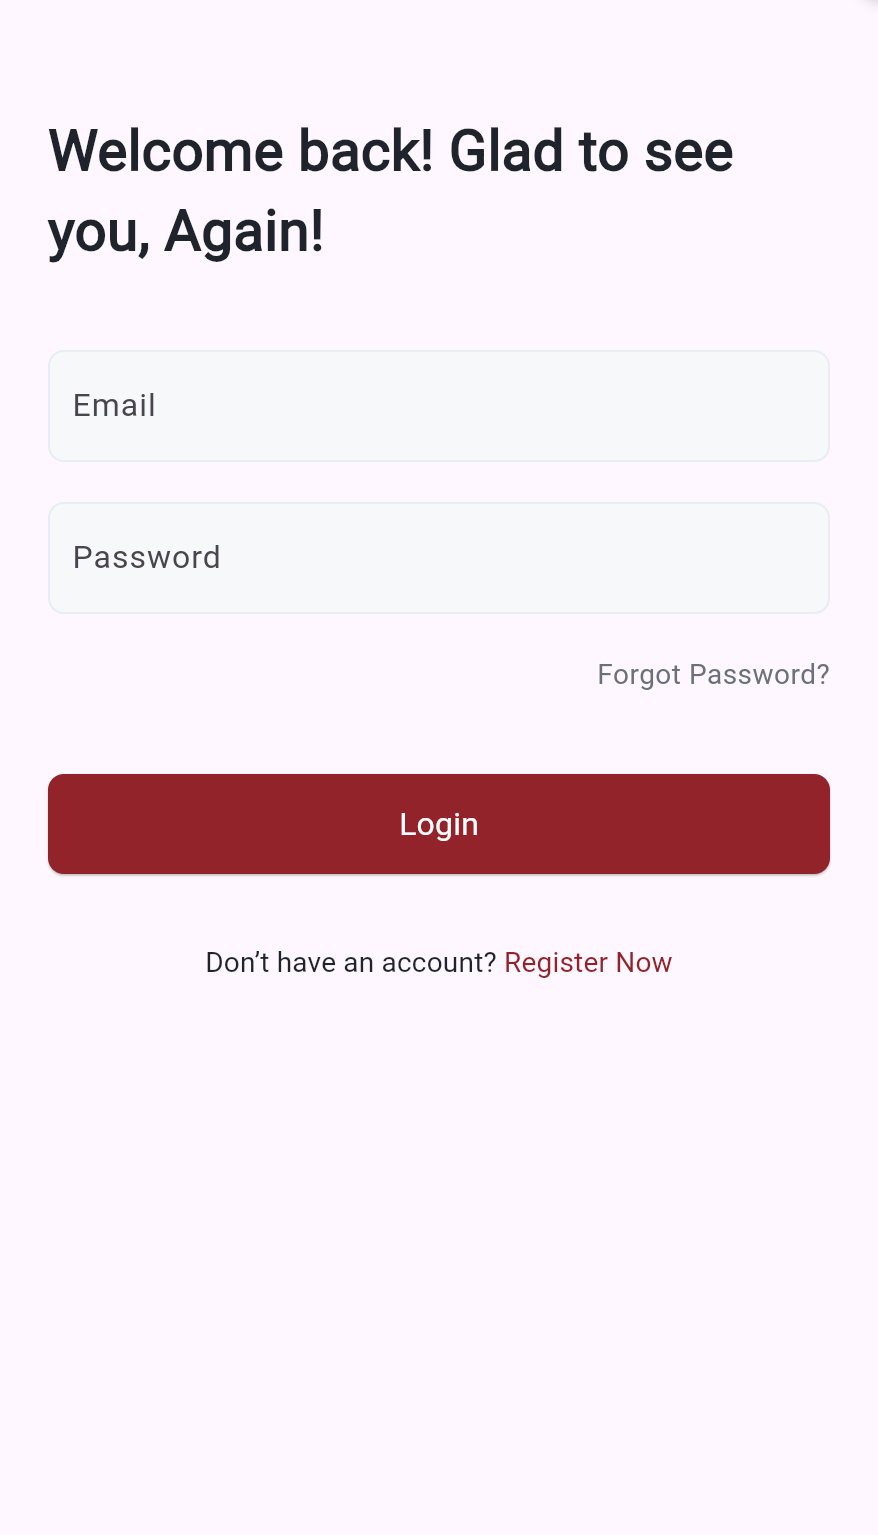 Welcome back! Glad to see
you, Again!
Email
Password
Forgot Password?
Login
Don’t have an account? Register Now